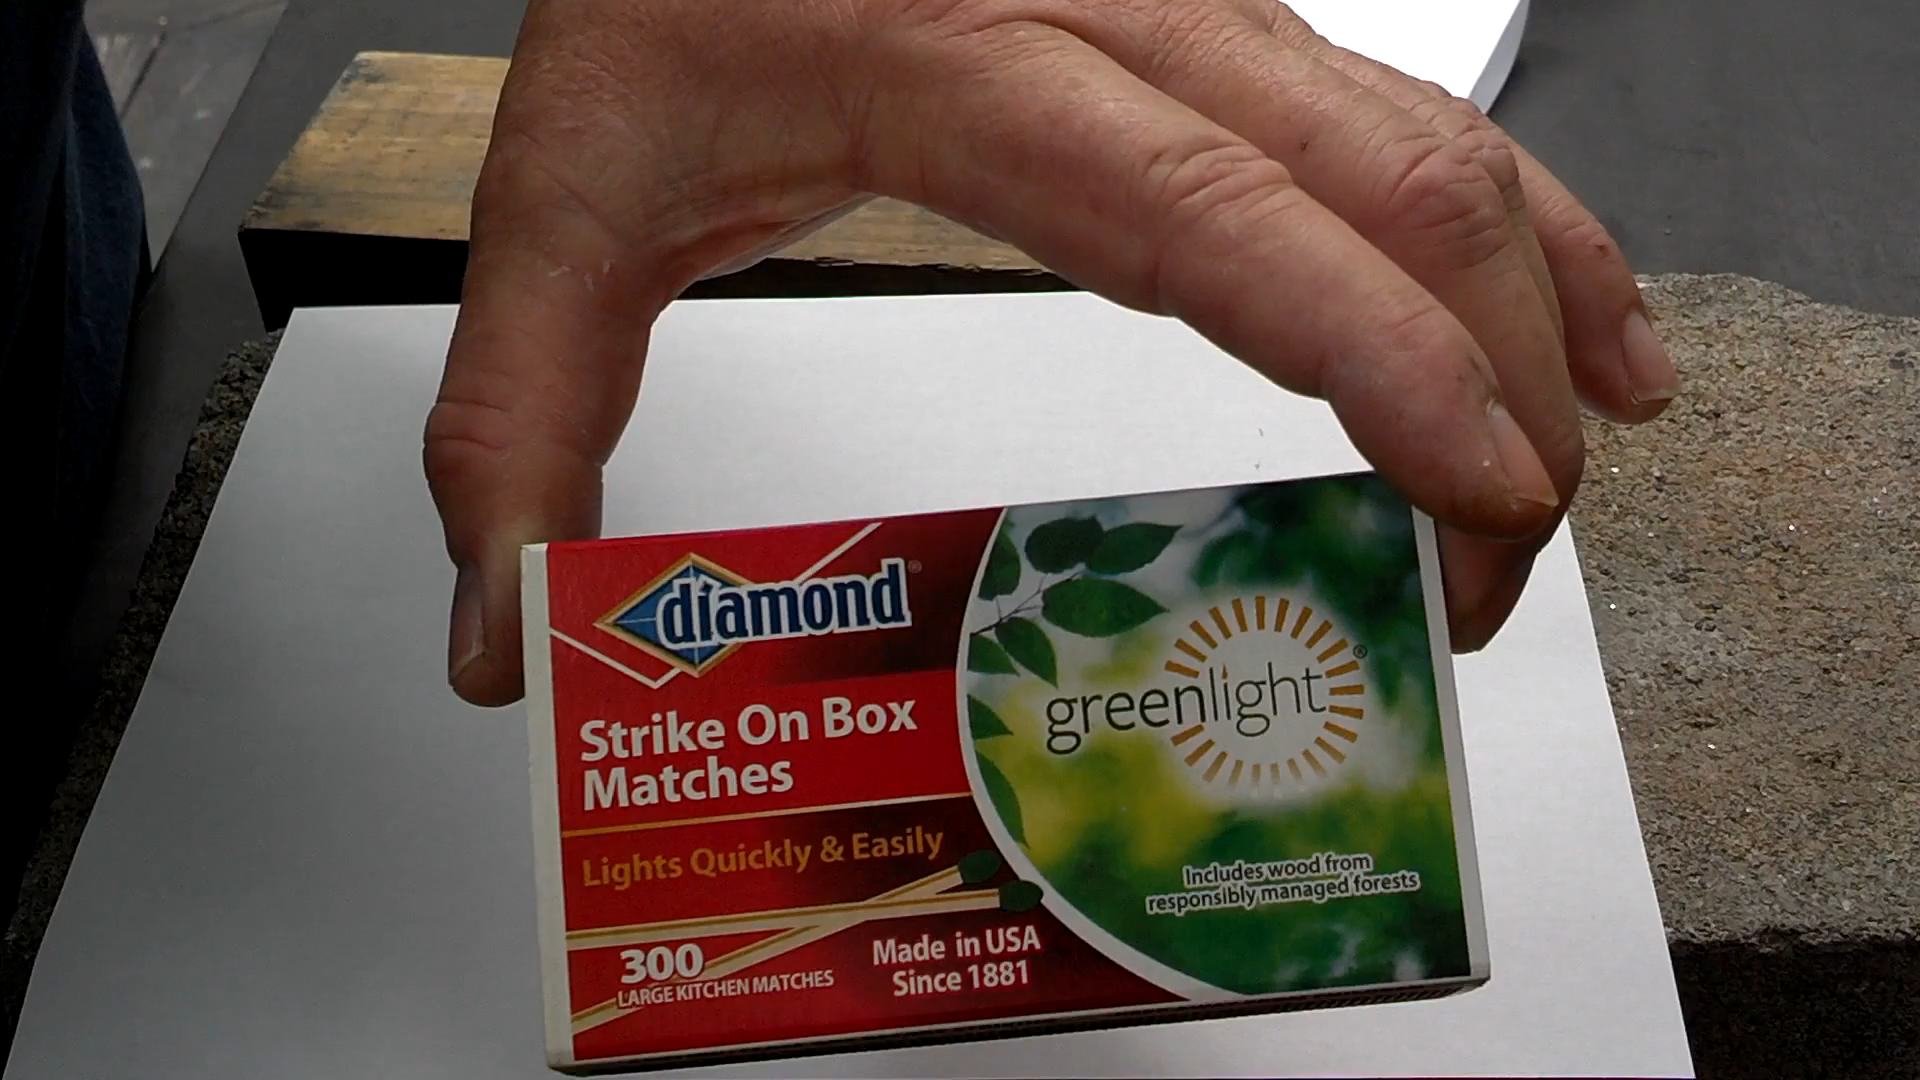 diamond®
Strike On Box
Matches
Lights Quickly & Easily
300
LARGE KITCHEN MATCHES
Made in USA
Since 1881
greenlight®
Includes wood from
responsibly managed forests